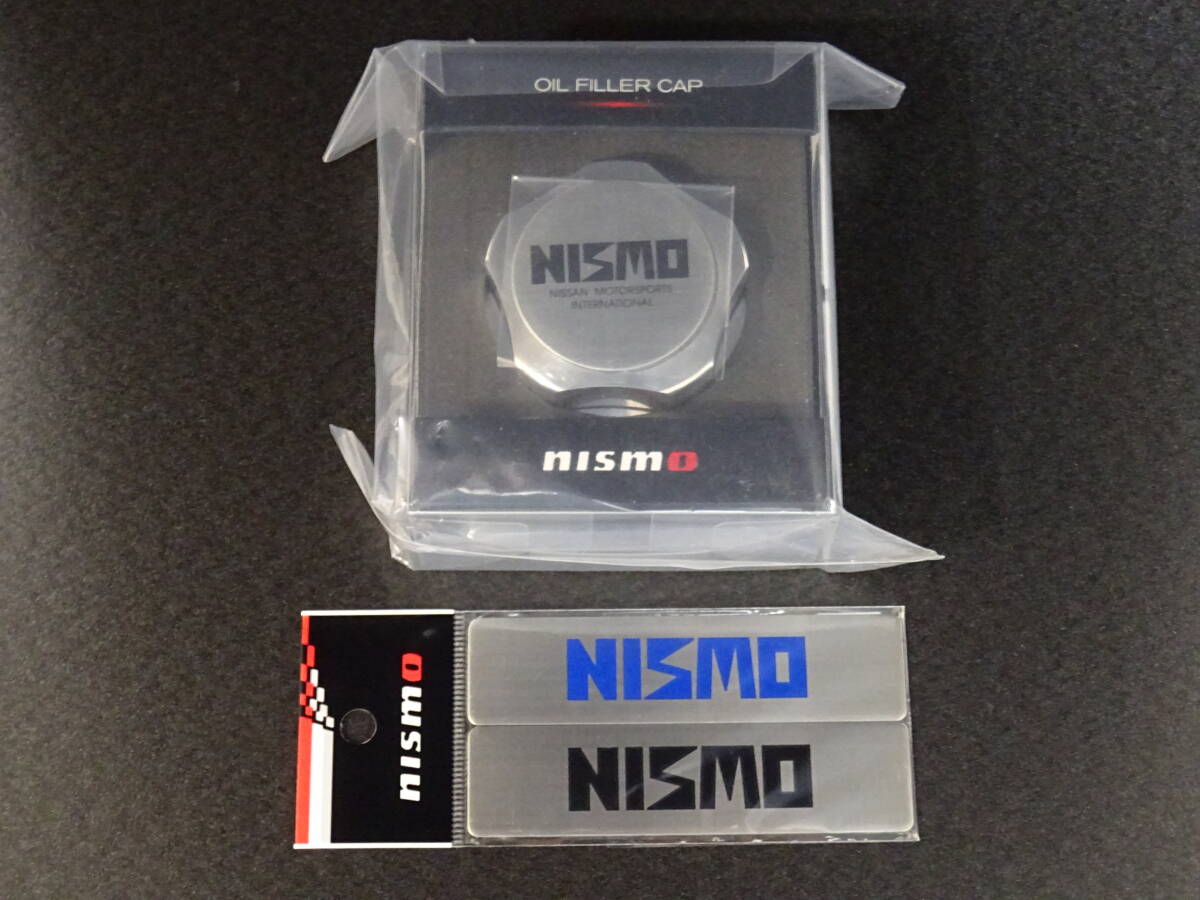 OIL FILLER CAP
NISMO
NISSAN MOTORSPORTS
INTERNATIONAL
nismo
nismo
NISMO
NISMO